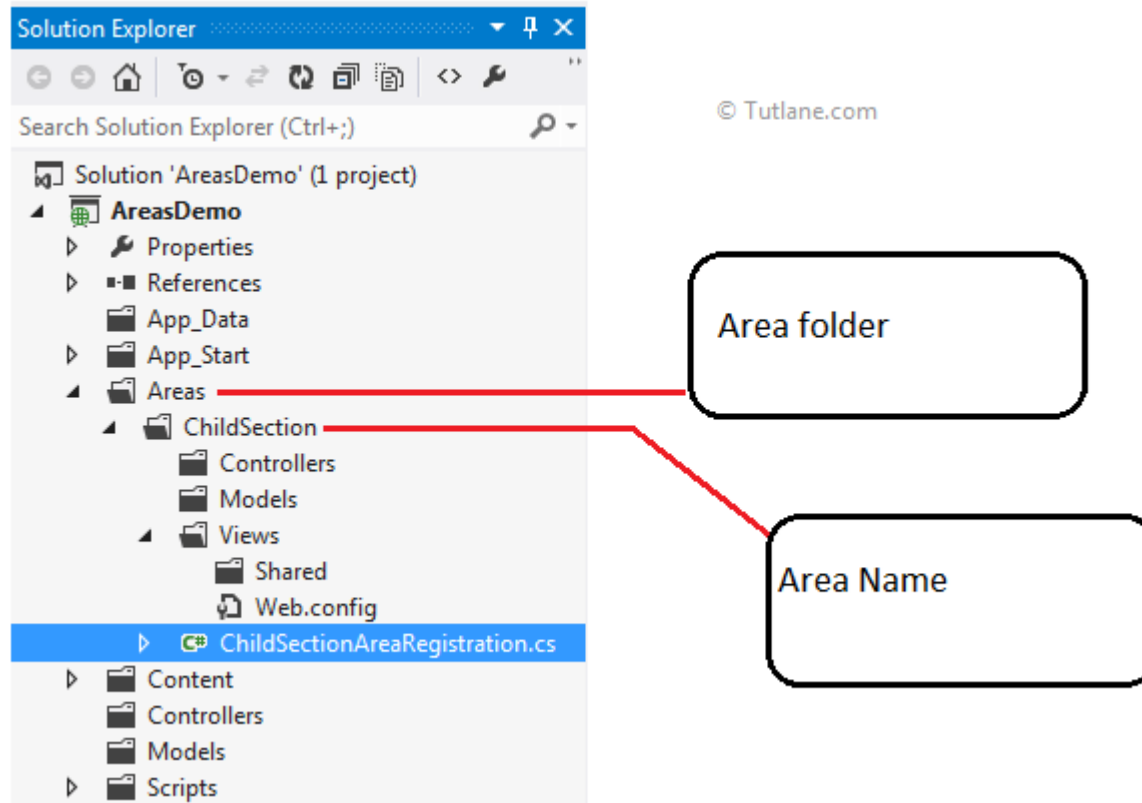 Solution Explorer
Search Solution Explorer (Ctrl+;)
© Tutlane.com
Solution 'AreasDemo' (1 project)
AreasDemo
Properties
References
App_Data
App_Start
Areas
ChildSection
Controllers
Models
Views
Shared
Web.config
ChildSectionAreaRegistration.cs
Content
Controllers
Models
Scripts
Area folder
Area Name